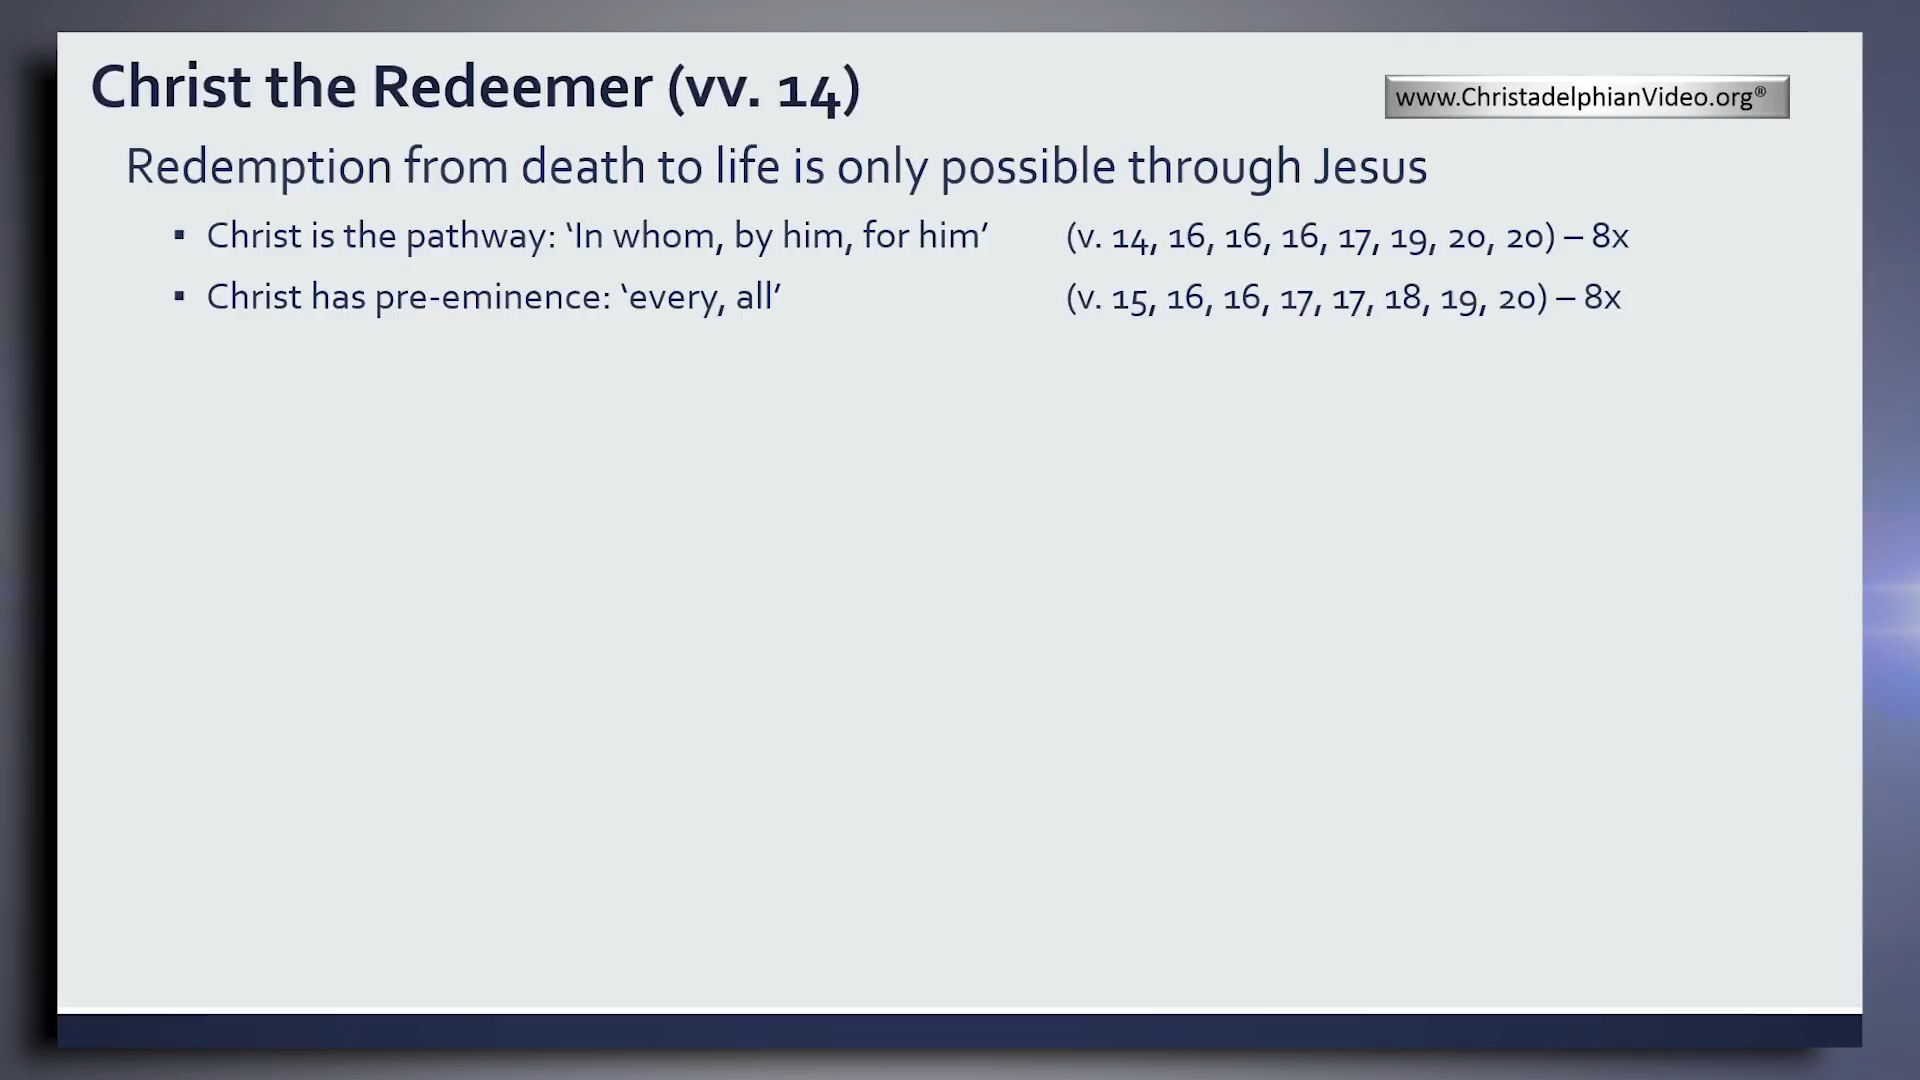 Christ the Redeemer (vv. 14)
www.ChristadelphianVideo.org®
Redemption from death to life is only possible through Jesus
▪ Christ is the pathway: ‘In whom, by him, for him’ (v. 14, 16, 16, 16, 17, 19, 20, 20) – 8x
▪ Christ has pre-eminence: ‘every, all’ (v. 15, 16, 16, 17, 17, 18, 19, 20) – 8x